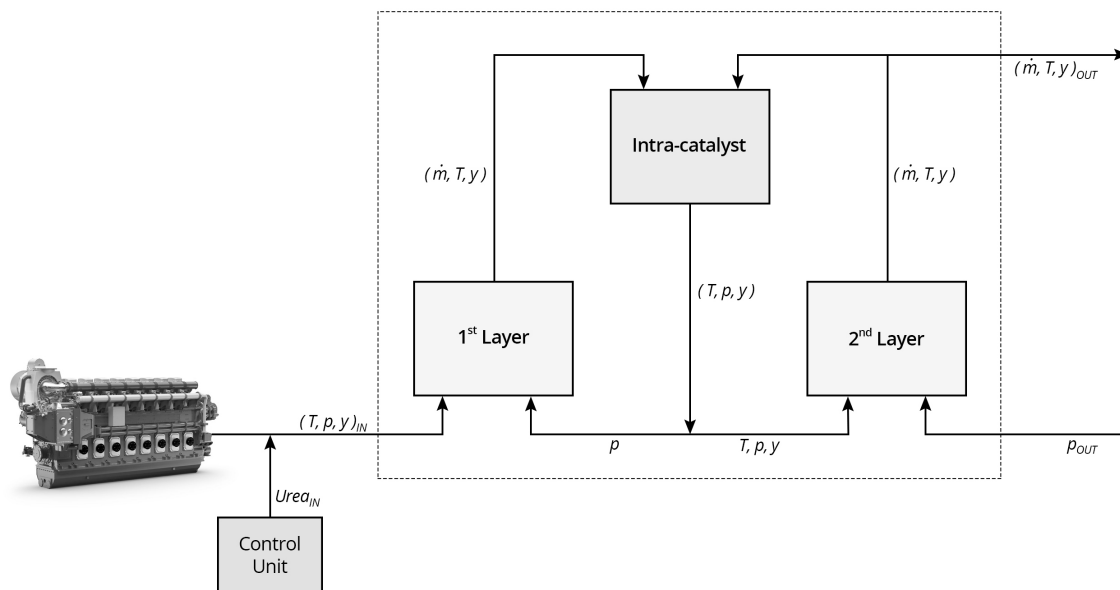 (ṁ, T, y)OUT
Intra-catalyst
(ṁ, T, y)
(ṁ, T, y)
(T, p, y)
1st Layer
2nd Layer
(T, p, y)IN
p
T, p, y
pOUT
UreaIN
Control
Unit